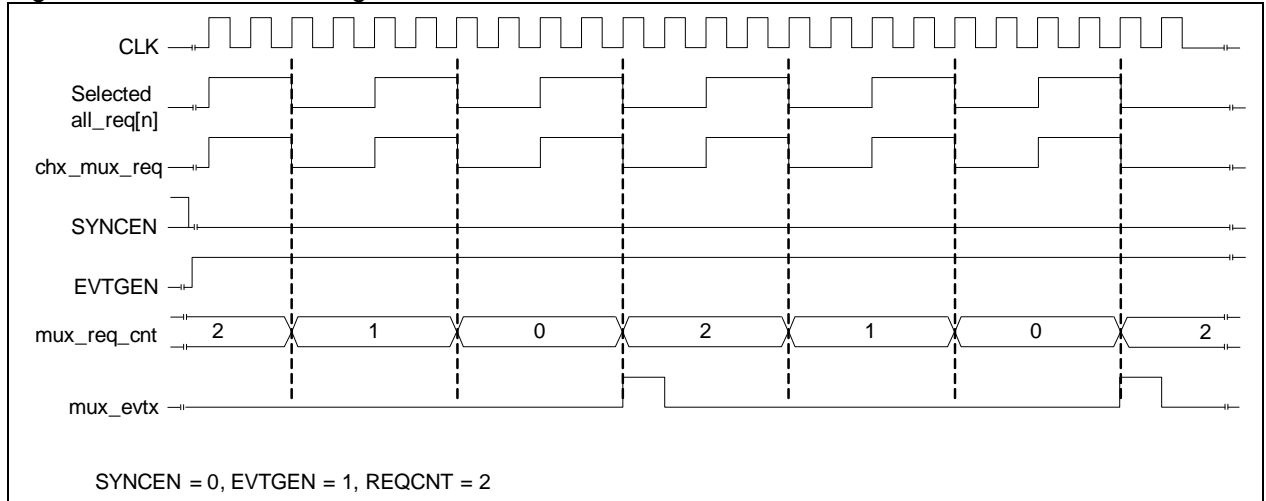 CLK
Selected
all_req[n]
chx_mux_req
SYNCEN
EVTGEN
mux_req_cnt 2 1 0 2 1 0 2
mux_evtx
SYNCEN = 0, EVTGEN = 1, REQCNT = 2